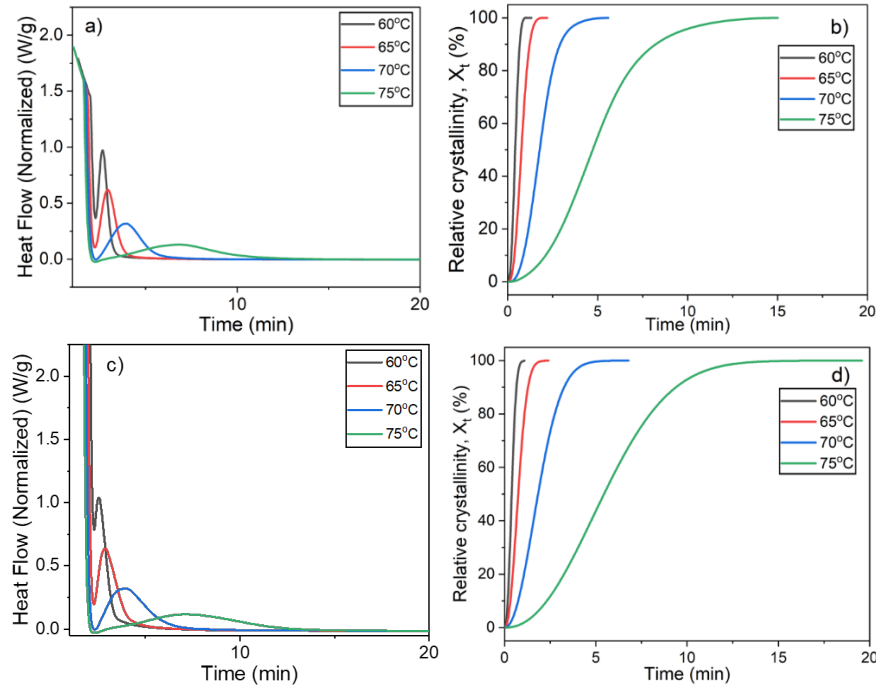 a)
60°C
65°C
70°C
75°C
Heat Flow (Normalized) (W/g)
2.0
1.5
1.0
0.5
0.0
10
20
Time (min)
b)
60°C
65°C
70°C
75°C
Relative crystallinity, Xt (%)
100
80
60
40
20
0
0
5
10
15
20
Time (min)
c)
60°C
65°C
70°C
75°C
Heat Flow (Normalized) (W/g)
2.0
1.5
1.0
0.5
0.0
10
20
Time (min)
d)
60°C
65°C
70°C
75°C
Relative crystallinity, Xt (%)
100
80
60
40
20
0
0
5
10
15
20
Time (min)